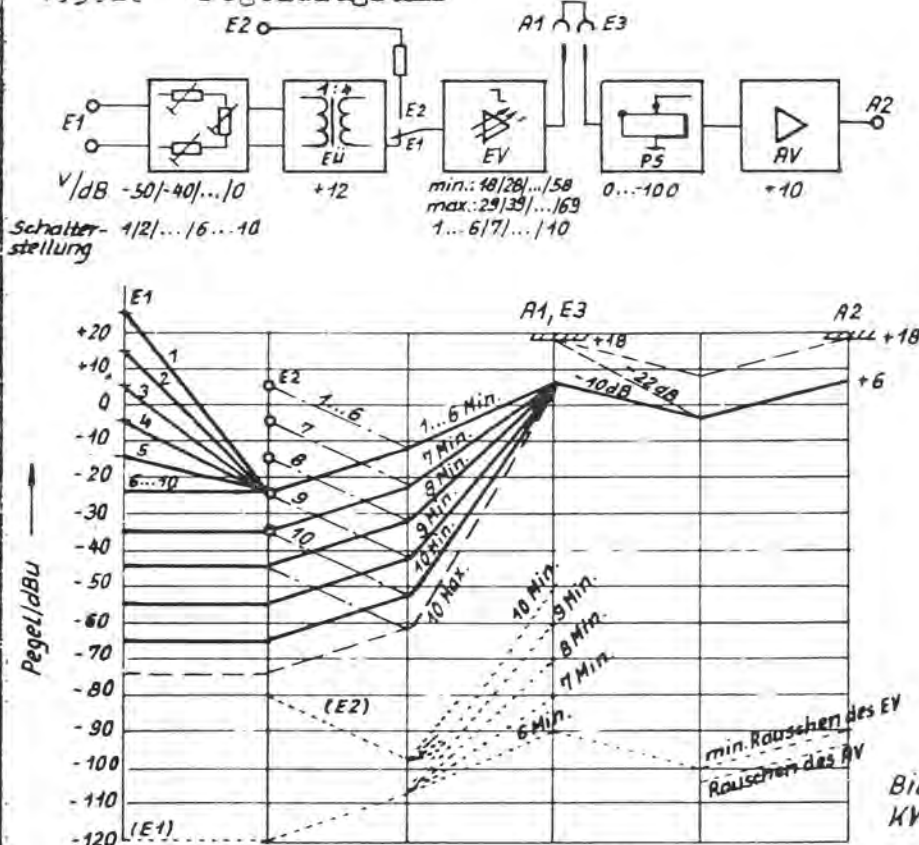 E2
A1 E3
E1
1:4
EÜ
E2
E1
EV
PS
AV
A2
V/dB -50/-40/.../0
+12
min.: 18/28/.../58
max.: 29/39/.../69
0...-100
+10
Schalter-
stellung
1/2/.../6...10
1...6/7/.../10
E1
A1, E3
A2
+20
+10
0
-10
-20
-30
-40
-50
-60
-70
-80
-90
-100
-110
-120
Pegel/dBu
1
2
3
4
5
6...10
E2
1...6
7
8
9
10
1...6 Min.
7 Min.
8 Min.
9 Min.
10 Min.
10 Max.
+18
-10dB
-22dB
+18
+6
10 Min.
9 Min.
8 Min.
7 Min.
6 Min.
(E2)
(E1)
min. Rauschen des EV
Rauschen des AV